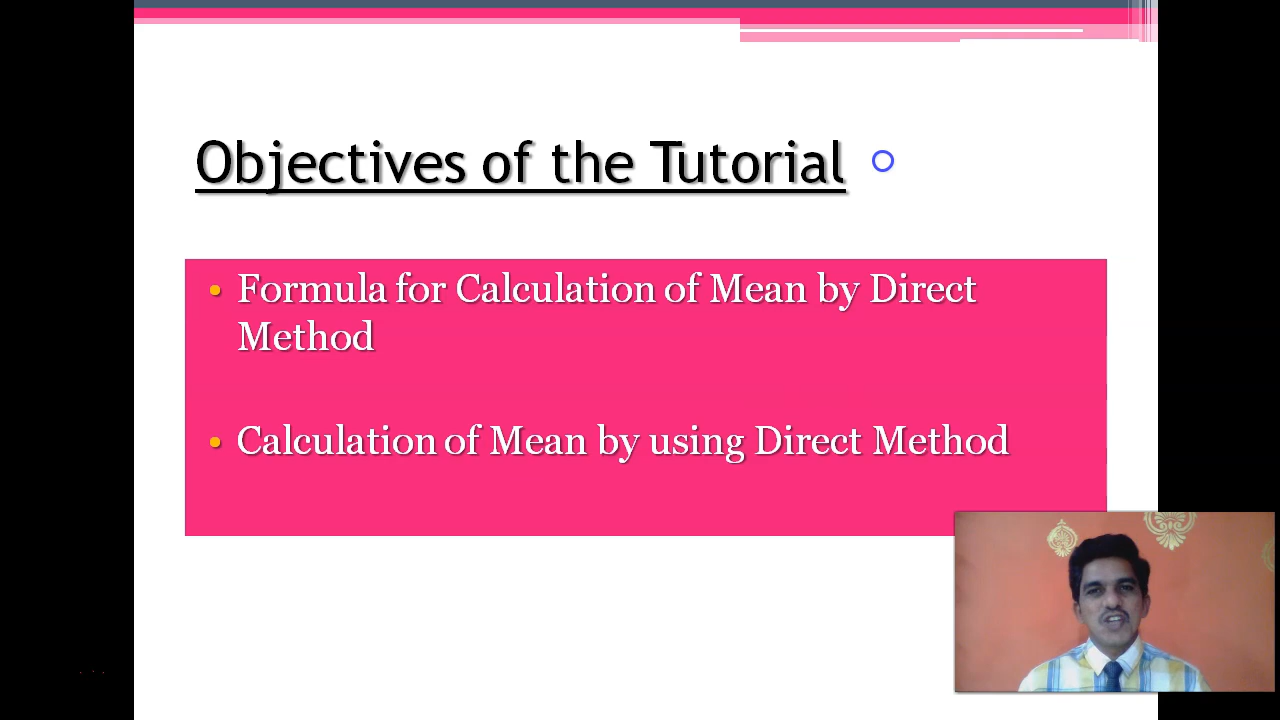 Objectives of the Tutorial
• Formula for Calculation of Mean by Direct
Method
• Calculation of Mean by using Direct Method